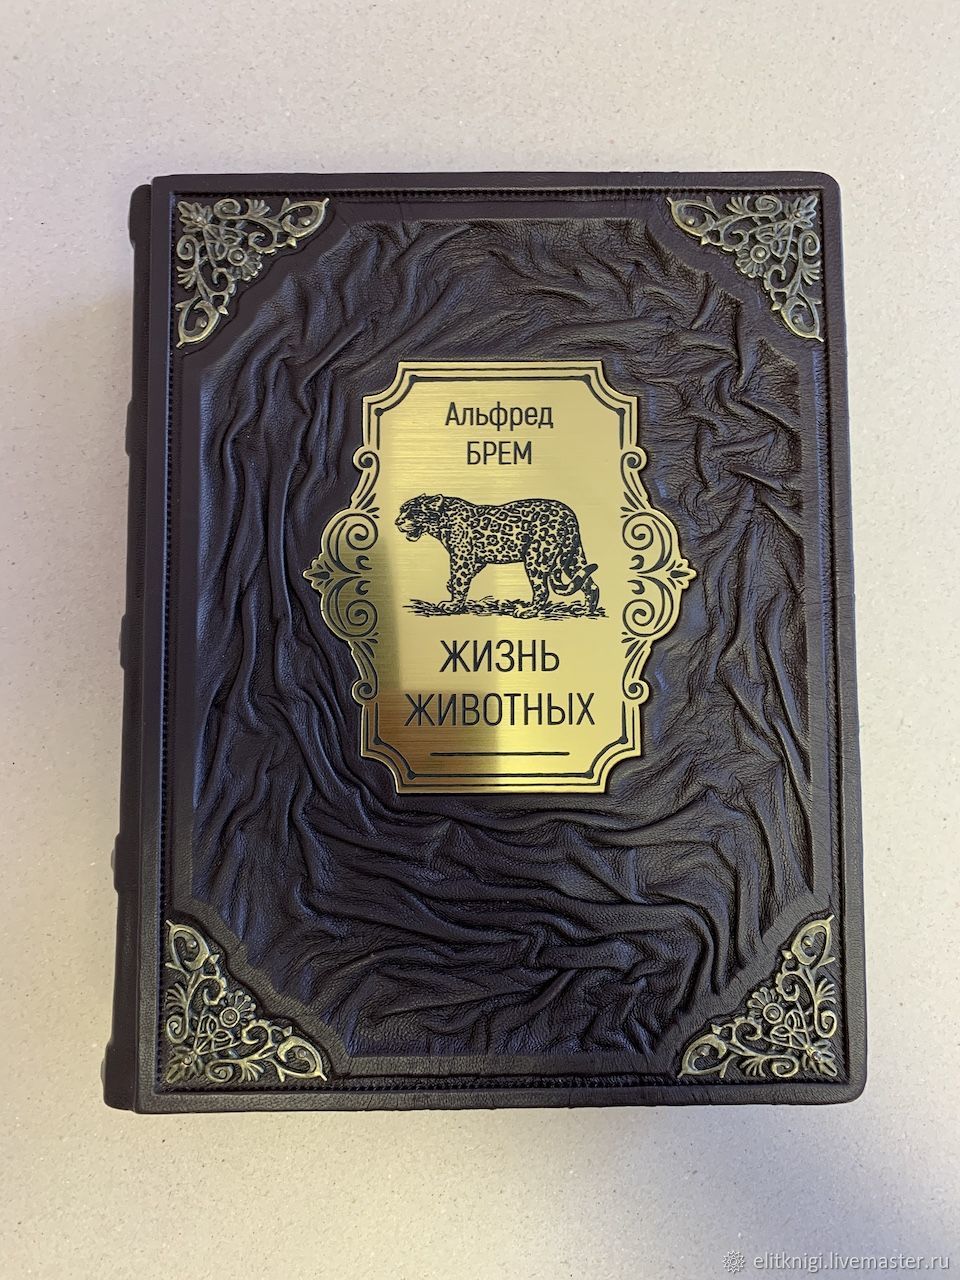 Альфред
БРЕМ
ЖИЗНЬ
ЖИВОТНЫХ
elitknigi.livemaster.ru